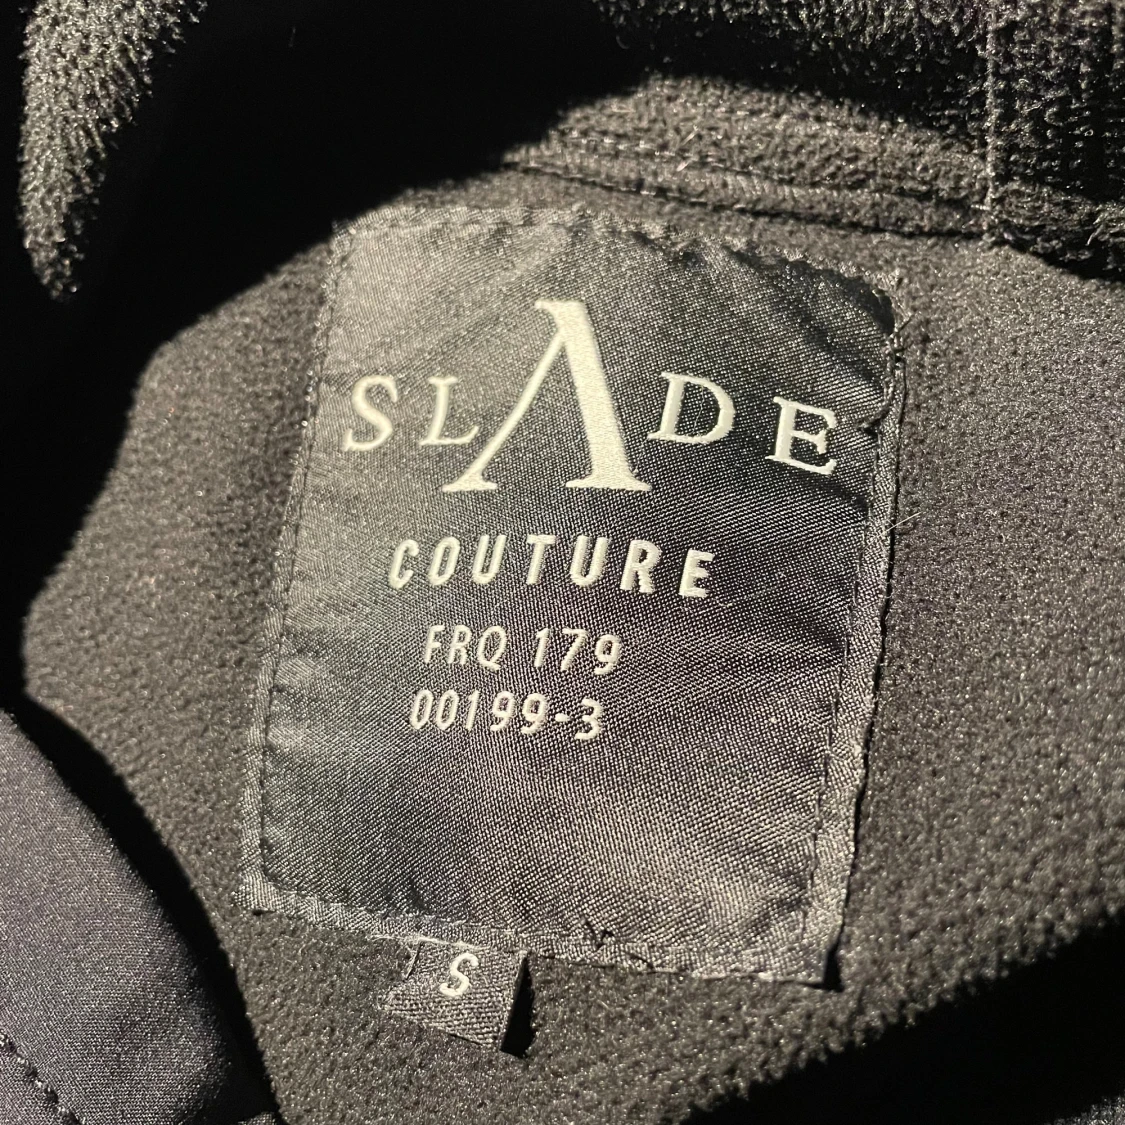 SLΛDE
COUTURE
FRQ 179
00199-3
S